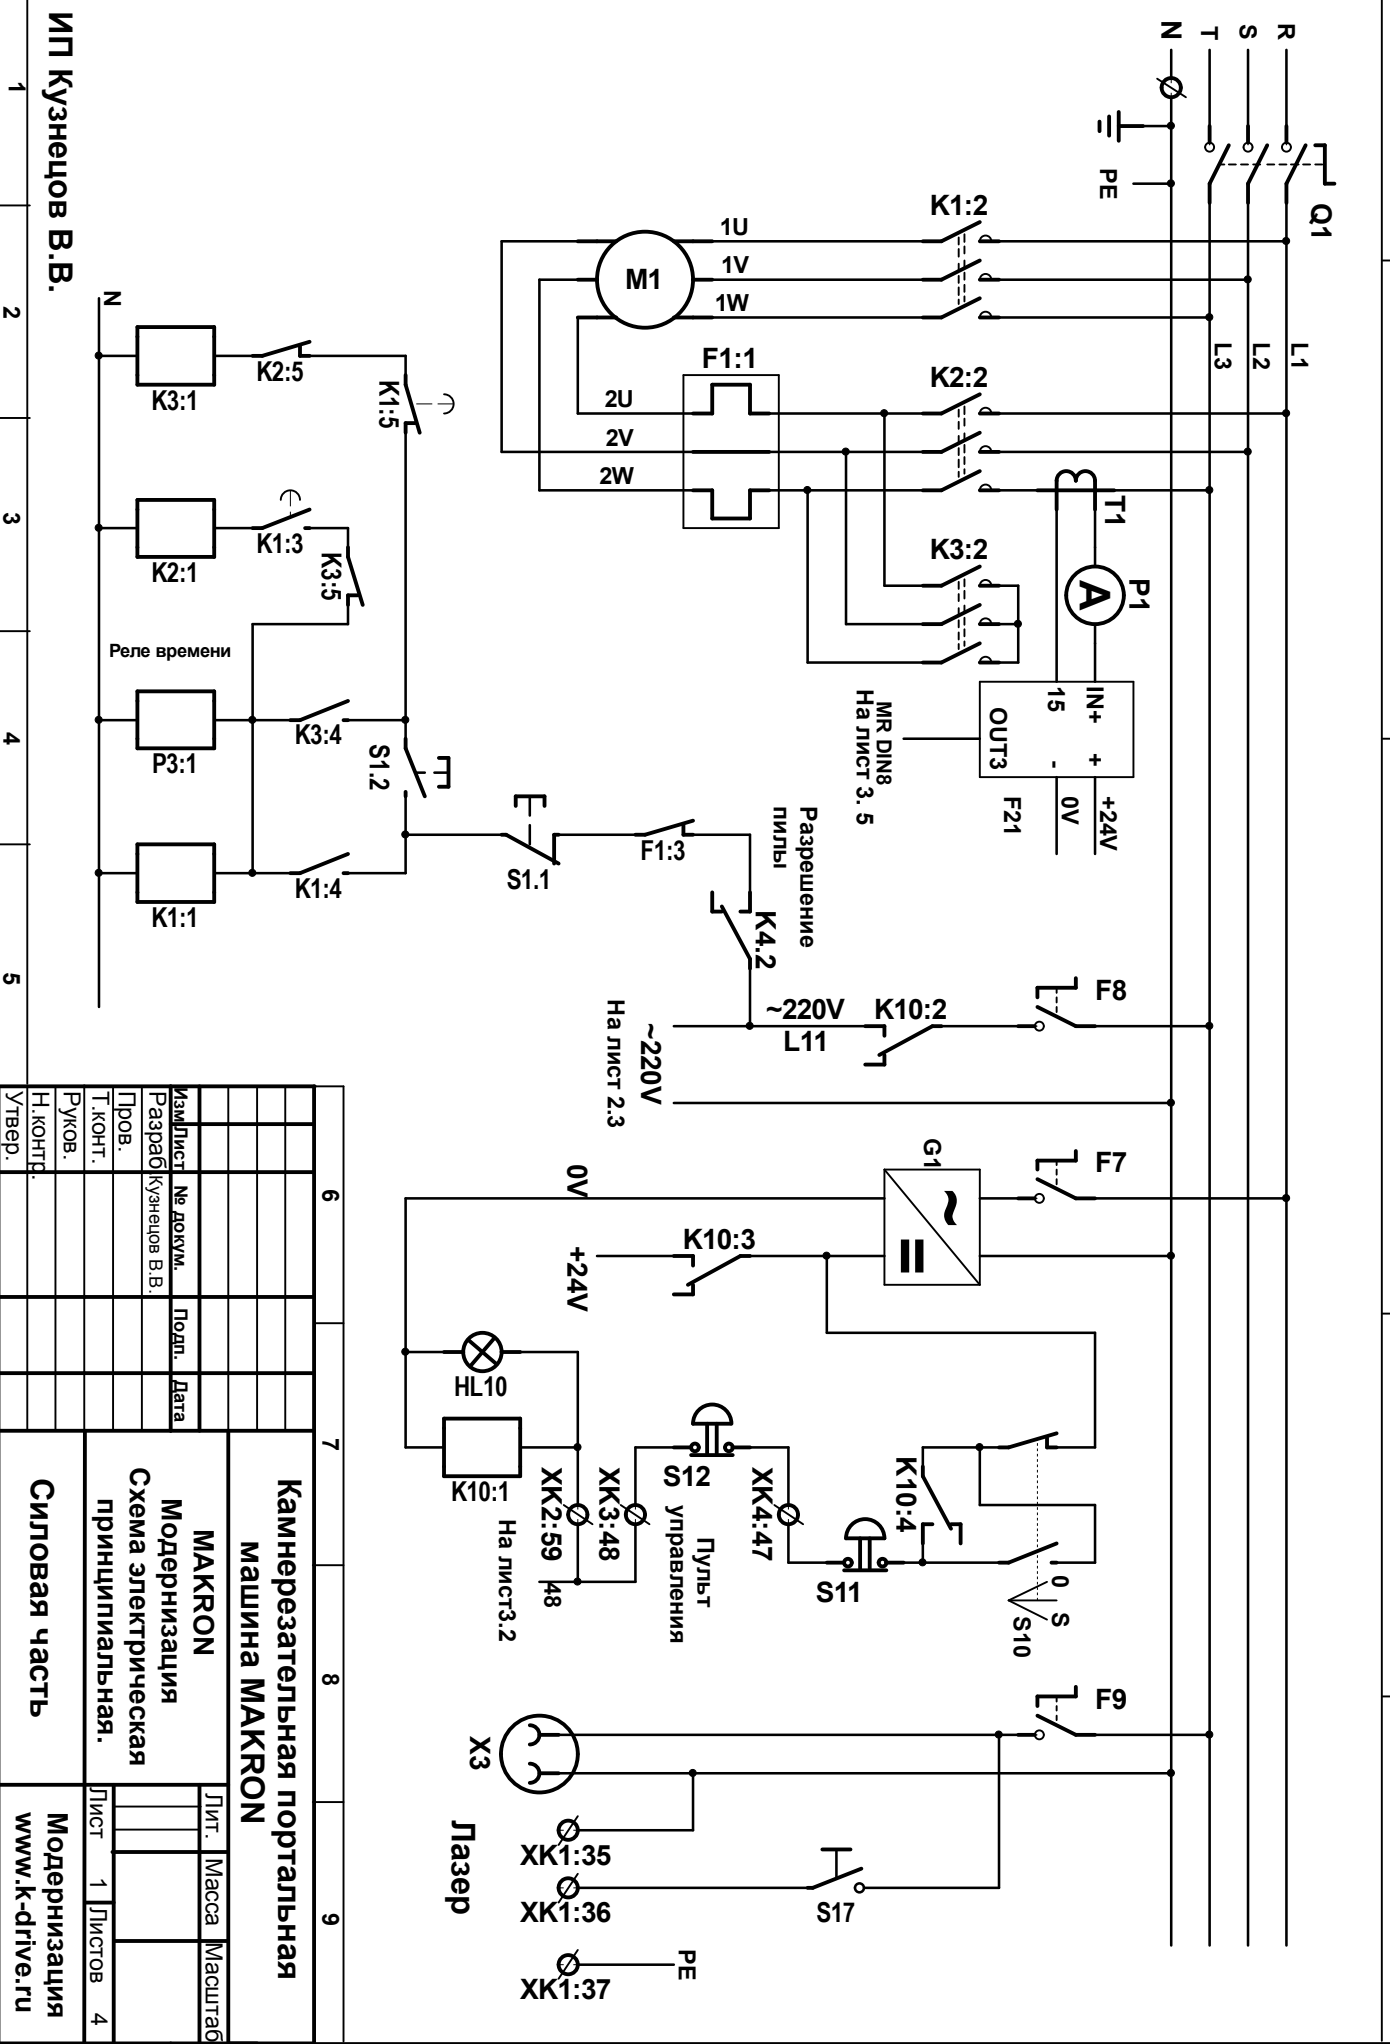 R
S
T
N
Q1
PE
L1
L2
L3
K1:2
1U
1V
1W
M1
F1:1
K2:2
2U
2V
2W
T1
P1
A
K3:2
IN+
+
15
-
OUT3
F21
+24V
0V
MR DIN8
На лист 3. 5
N
K3:1
K2:5
K1:5
K2:1
K1:3
K3:5
Реле времени
P3:1
K3:4
S1.2
K1:1
K1:4
S1.1
F1:3
Разрешение
пилы
K4.2
F8
K10:2
~220V
L11
~220V
На лист 2.3
F7
G1
~
=
0V
K10:3
+24V
HL10
K10:1
XK2:59
XK3:48
48
На лист3.2
S12
Пульт
управления
XK4:47
K10:4
S11
0
S
S10
F9
X3
Лазер
XK1:35
XK1:36
S17
XK1:37
PE
ИП Кузнецов В.В.
1
2
3
4
5
6
7
8
9
Изм
Лист
№ докум.
Подп.
Дата
Разраб
Кузнецов В.В.
Пров.
Т.конт.
Руков.
Н.контр.
Утвер.
Камнерезательная портальная
машина MAKRON
MAKRON
Модернизация
Схема электрическая
принципиальная.
Силовая часть
Лит.
Масса
Масштаб
Лист 1
Листов 4
Модернизация
www.k-drive.ru